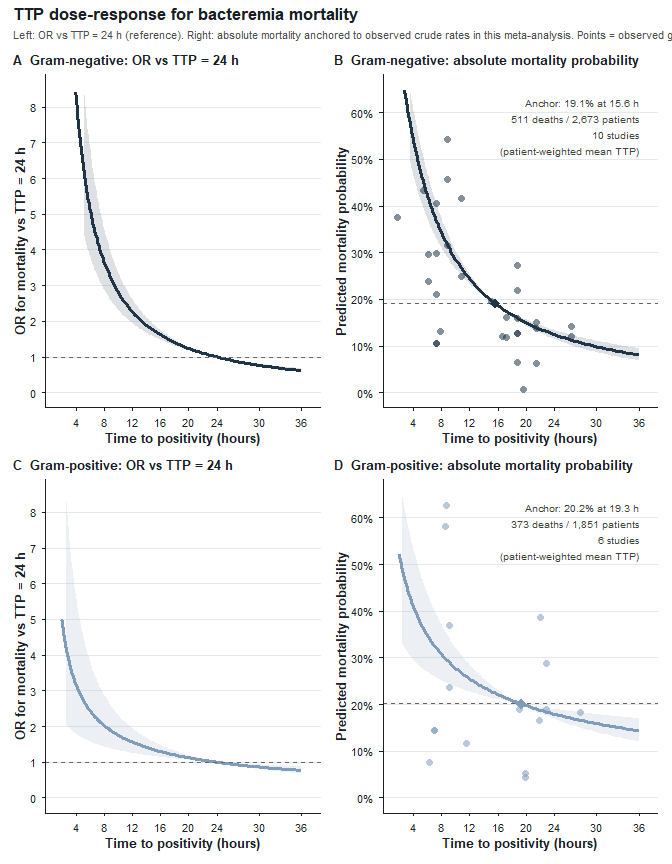 TTP dose-response for bacteremia mortality
Left: OR vs TTP = 24 h (reference). Right: absolute mortality anchored to observed crude rates in this meta-analysis. Points = observed g
A Gram-negative: OR vs TTP = 24 h
B Gram-negative: absolute mortality probability
OR for mortality vs TTP = 24 h
8
7
6
5
4
3
2
1
0
4 8 12 16 20 24 30 36
Time to positivity (hours)
Predicted mortality probability
60%
50%
40%
30%
20%
10%
0%
Anchor: 19.1% at 15.6 h
511 deaths / 2,673 patients
10 studies
(patient-weighted mean TTP)
4 8 12 16 20 24 30 36
Time to positivity (hours)
C Gram-positive: OR vs TTP = 24 h
D Gram-positive: absolute mortality probability
OR for mortality vs TTP = 24 h
8
7
6
5
4
3
2
1
0
4 8 12 16 20 24 30 36
Time to positivity (hours)
Predicted mortality probability
60%
50%
40%
30%
20%
10%
0%
Anchor: 20.2% at 19.3 h
373 deaths / 1,851 patients
6 studies
(patient-weighted mean TTP)
4 8 12 16 20 24 30 36
Time to positivity (hours)